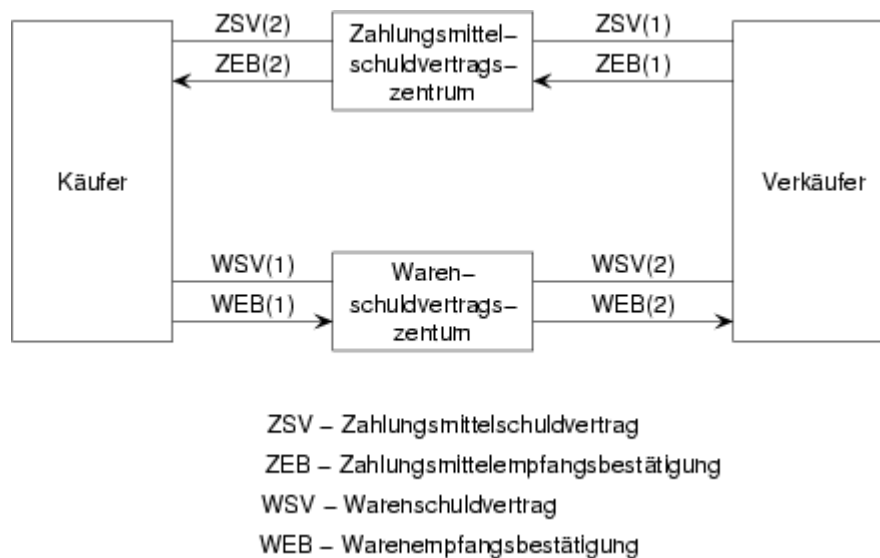 ZSV(2)
Zahlungsmittel–
schuldvertrags–
zentrum
ZSV(1)
ZEB(2)
ZEB(1)
Käufer
Verkäufer
WSV(1)
Waren–
schuldvertrags–
zentum
WSV(2)
WEB(1)
WEB(2)
ZSV – Zahlungsmittelschuldvertrag
ZEB – Zahlungsmittelempfangsbestätigung
WSV – Warenschuldvertrag
WEB – Warenempfangsbestätigung